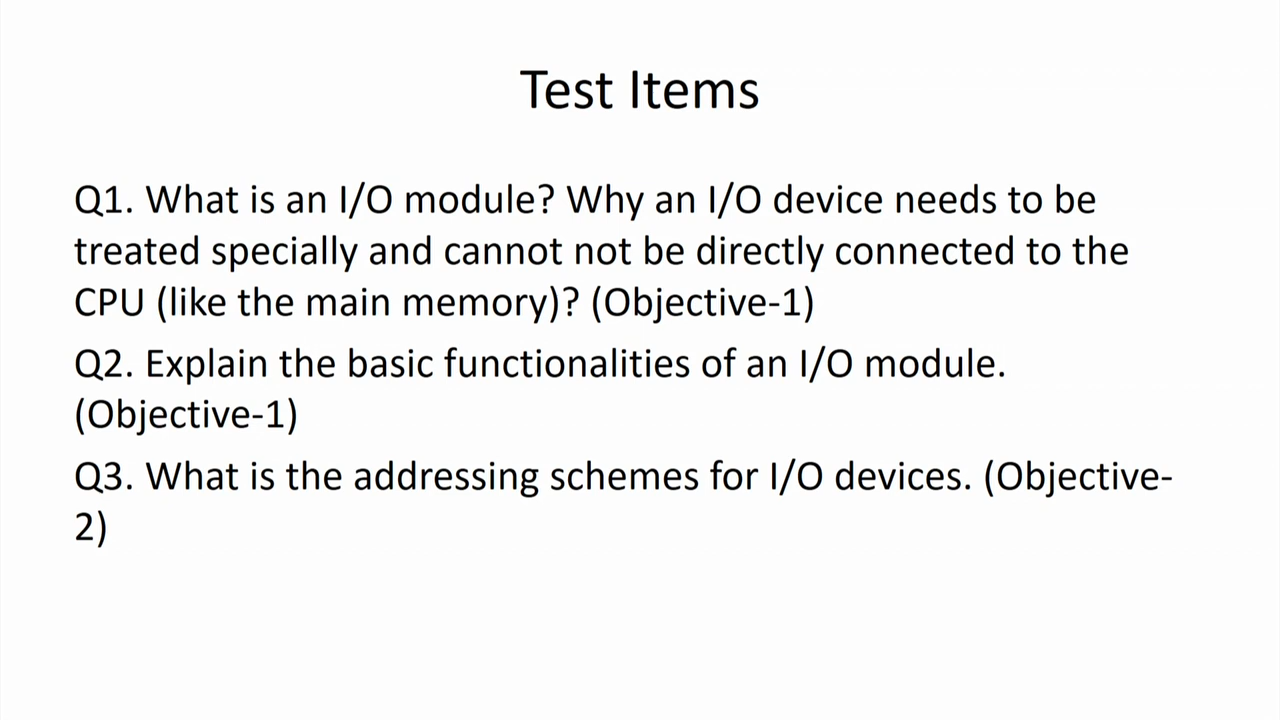 Test Items
Q1. What is an I/O module? Why an I/O device needs to be
treated specially and cannot not be directly connected to the
CPU (like the main memory)? (Objective-1)
Q2. Explain the basic functionalities of an I/O module.
(Objective-1)
Q3. What is the addressing schemes for I/O devices. (Objective-
2)